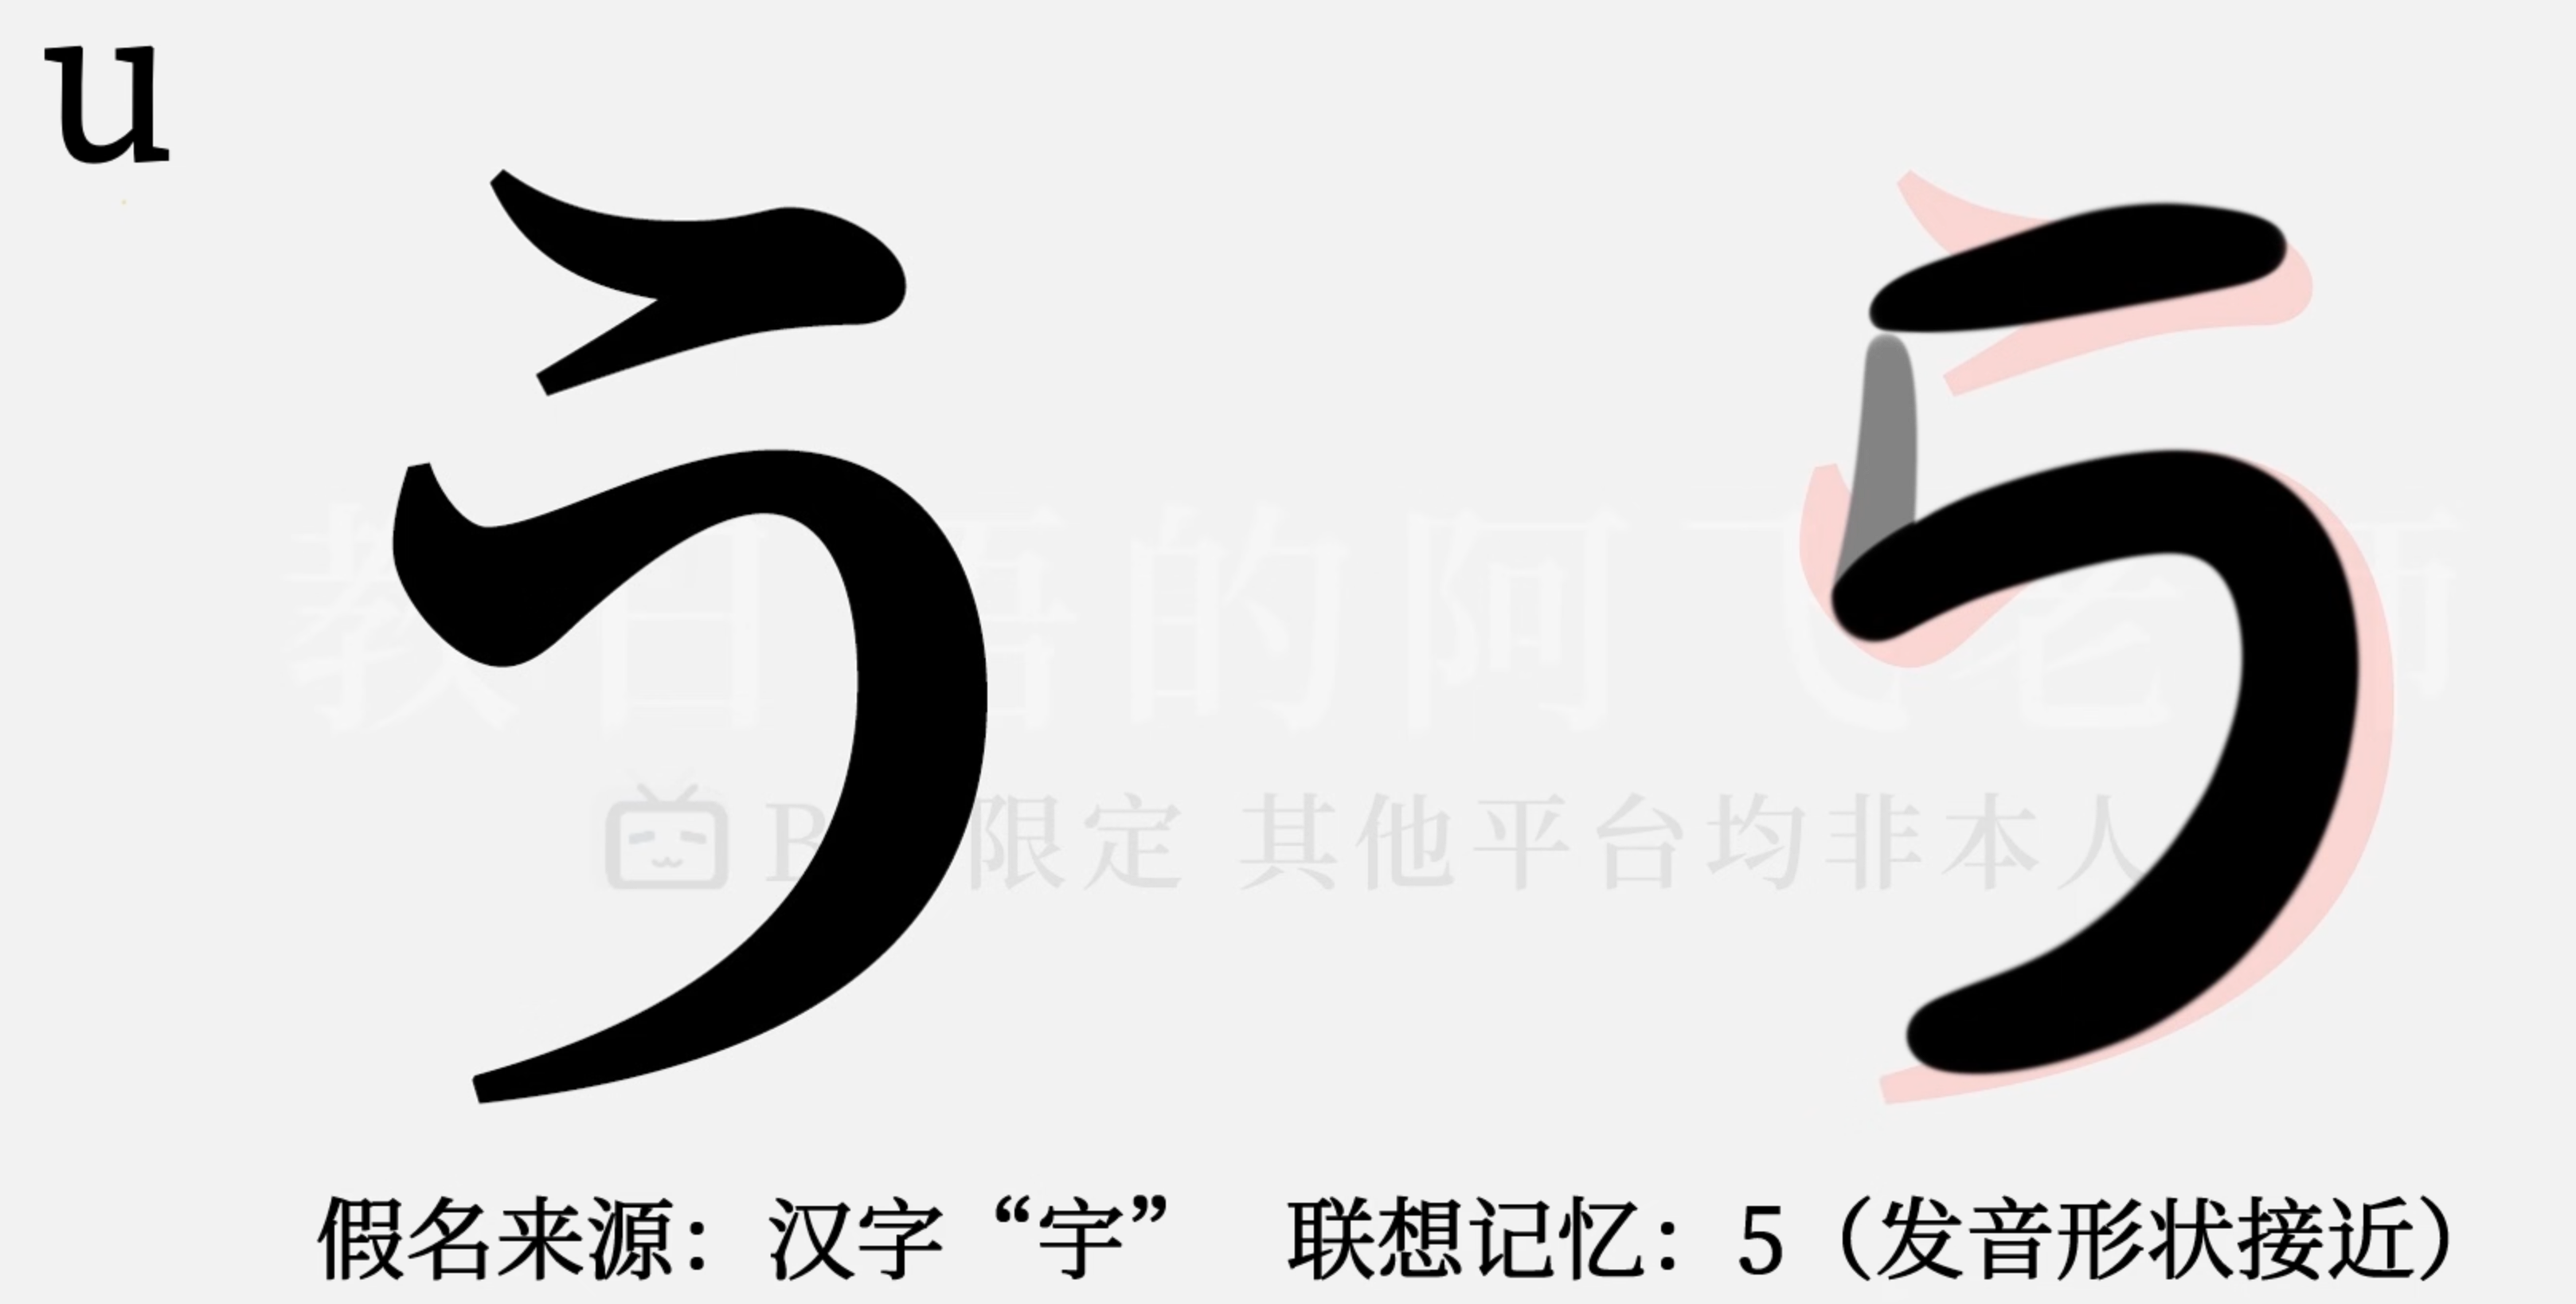 u
う
教日语的阿飞老师
B站限定 其他平台均非本人
假名来源：汉字“宇” 联想记忆：5（发音形状接近）